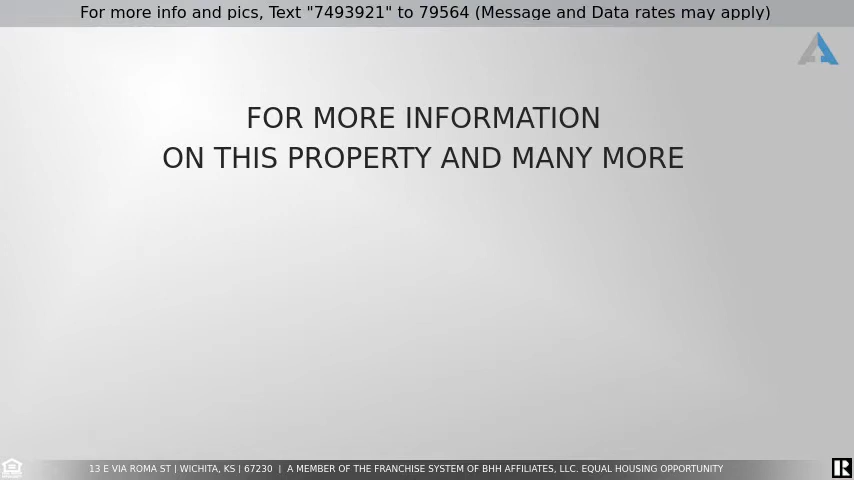 For more info and pics, Text "7493921" to 79564 (Message and Data rates may apply)
FOR MORE INFORMATION
ON THIS PROPERTY AND MANY MORE
13 E VIA ROMA ST | WICHITA, KS | 67230 | A MEMBER OF THE FRANCHISE SYSTEM OF BHH AFFILIATES, LLC. EQUAL HOUSING OPPORTUNITY